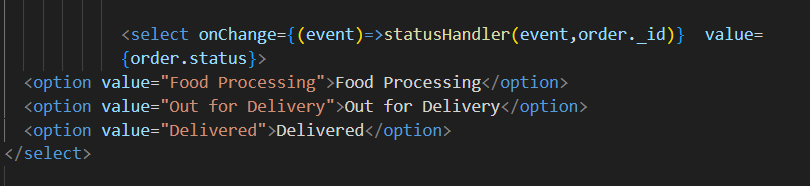 <select onChange={(event)=>statusHandler(event,order._id)}  value=
{order.status}>
<option value="Food Processing">Food Processing</option>
<option value="Out for Delivery">Out for Delivery</option>
<option value="Delivered">Delivered</option>
</select>